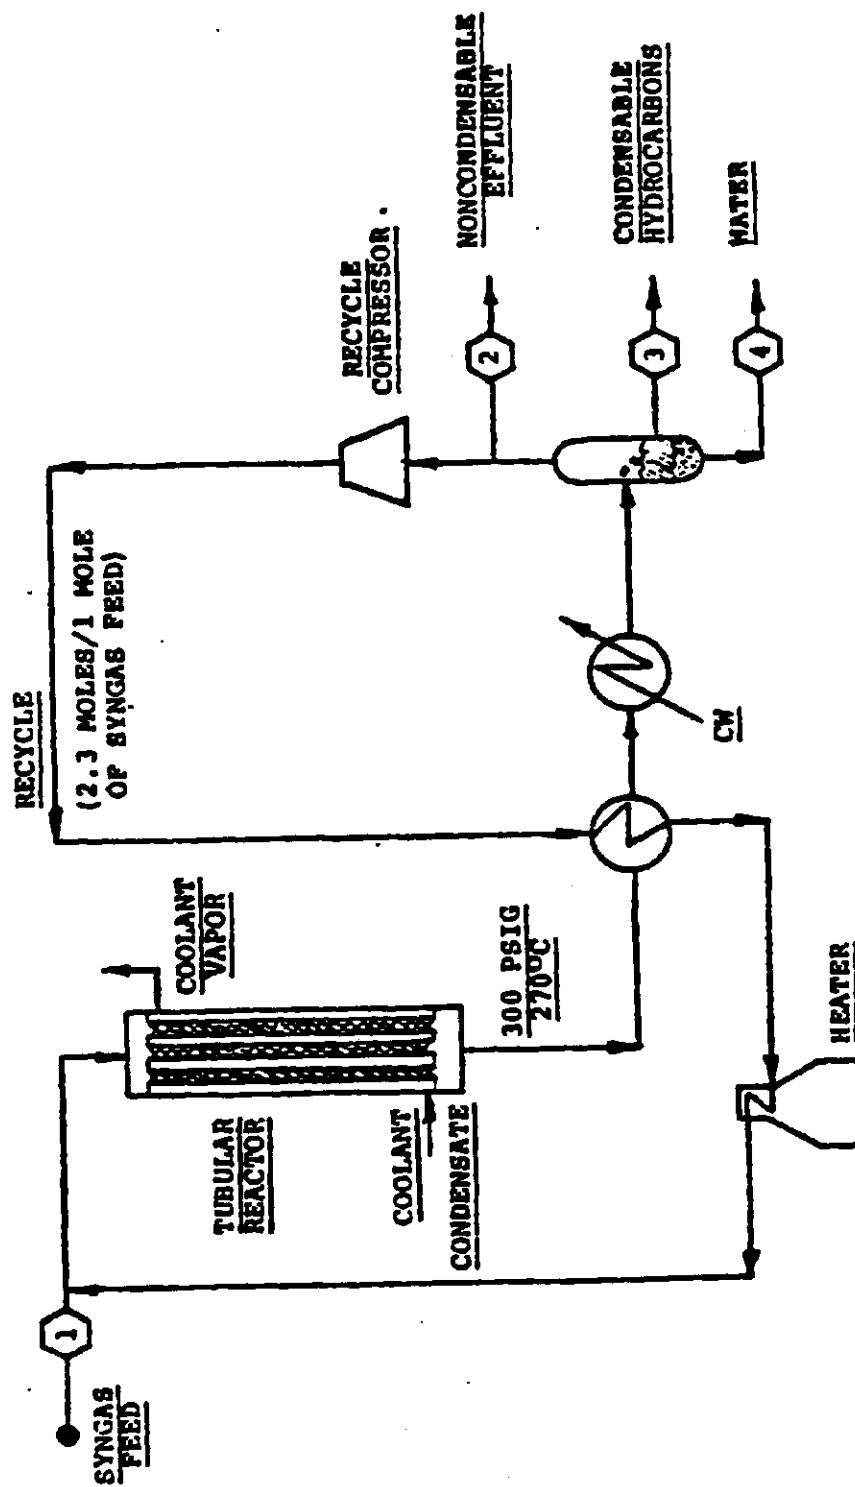 SYNGAS
FEED
1
TUBULAR
REACTOR
COOLANT
VAPOR
COOLANT
CONDENSATE
300 PSIG
270°C
HEATER
RECYCLE
(2.3 MOLES/1 MOLE
OF SYNGAS FEED)
CW
RECYCLE
COMPRESSOR.
2
NONCONDENSABLE
EFFLUENT
3
CONDENSABLE
HYDROCARBONS
4
WATER